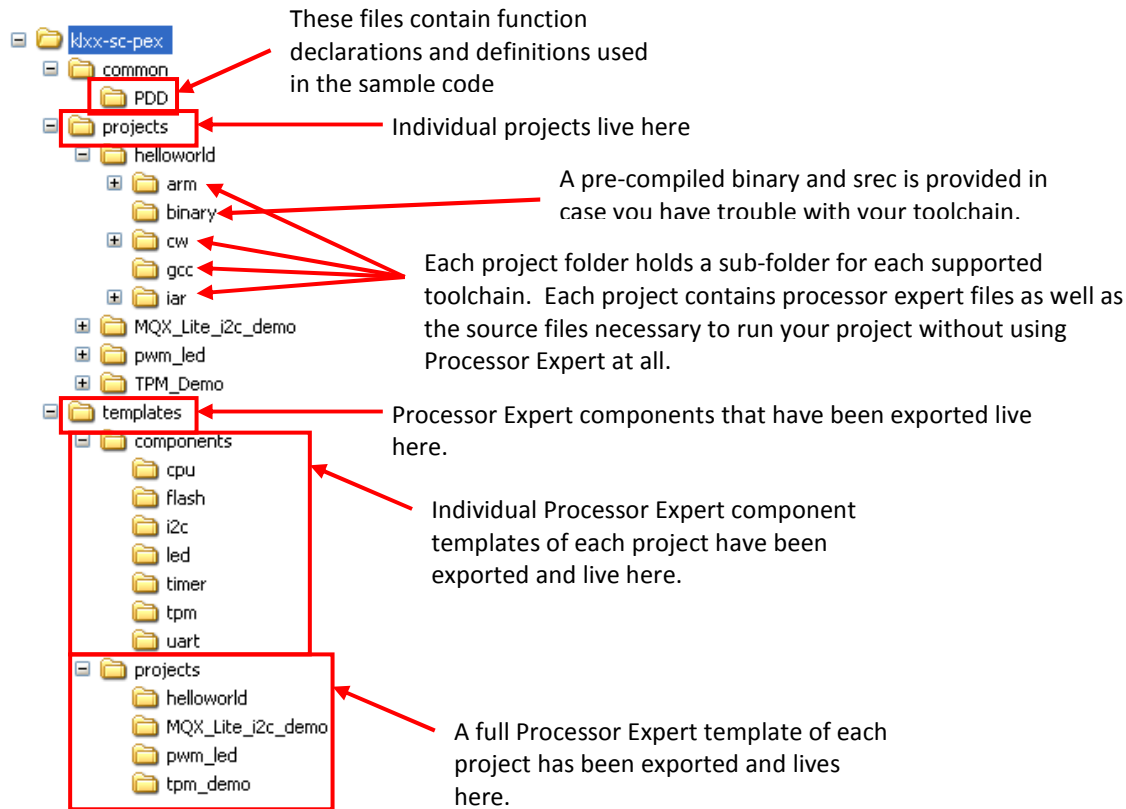 These files contain function
declarations and definitions used
in the sample code
klxx-sc-pex
common
PDD
projects
Individual projects live here
helloworld
arm
A pre-compiled binary and srec is provided in
case you have trouble with your toolchain.
binary
cw
gcc
iar
Each project folder holds a sub-folder for each supported
toolchain. Each project contains processor expert files as well as
the source files necessary to run your project without using
Processor Expert at all.
MQX_Lite_i2c_demo
pwm_led
TPM_Demo
templates
Processor Expert components that have been exported live
here.
components
cpu
flash
i2c
led
timer
tpm
uart
Individual Processor Expert component
templates of each project have been
exported and live here.
projects
helloworld
MQX_Lite_i2c_demo
pwm_led
tpm_demo
A full Processor Expert template of each
project has been exported and lives
here.